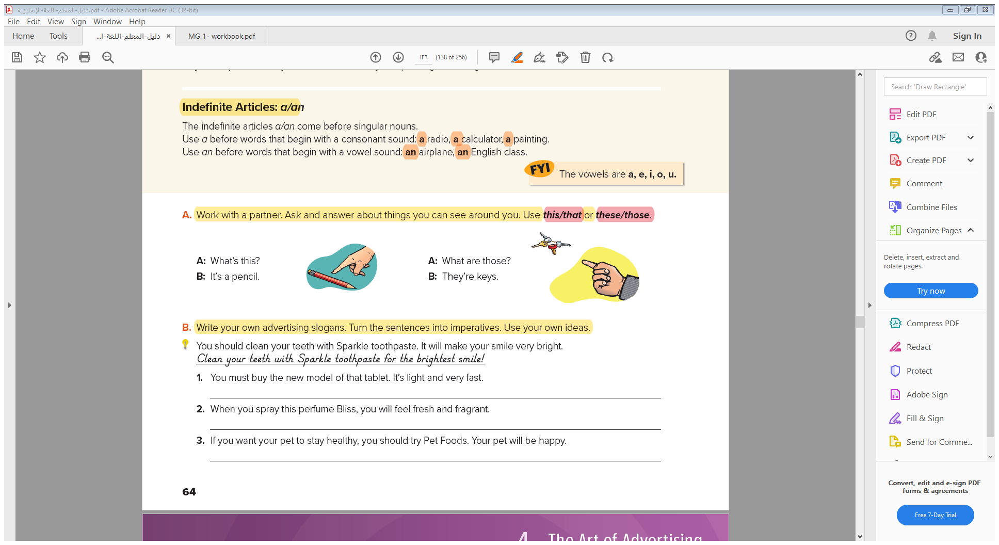 دليل-المعلم-اللغة-الإنجليزية.pdf - Adobe Acrobat Reader DC (32-bit)
File Edit View Sign Window Help
Home Tools دليل-المعلم-اللغة-ا... × MG 1- workbook.pdf Sign In
١٢٦ (138 of 256)
Indefinite Articles: a/an
The indefinite articles a/an come before singular nouns.
Use a before words that begin with a consonant sound: a radio, a calculator, a painting.
Use an before words that begin with a vowel sound: an airplane, an English class.
FYI The vowels are a, e, i, o, u.
A. Work with a partner. Ask and answer about things you can see around you. Use this/that or these/those.
A: What's this?
B: It's a pencil.
A: What are those?
B: They're keys.
B. Write your own advertising slogans. Turn the sentences into imperatives. Use your own ideas.
You should clean your teeth with Sparkle toothpaste. It will make your smile very bright.
Clean your teeth with Sparkle toothpaste for the brightest smile!
1. You must buy the new model of that tablet. It's light and very fast.
2. When you spray this perfume Bliss, you will feel fresh and fragrant.
3. If you want your pet to stay healthy, you should try Pet Foods. Your pet will be happy.
64
4 The Art of Advertising
Search 'Draw Rectangle'
Edit PDF
Export PDF
Create PDF
Comment
Combine Files
Organize Pages
Delete, insert, extract and
rotate pages.
Try now
Compress PDF
Redact
Protect
Adobe Sign
Fill & Sign
Send for Comme...
Convert, edit and e-sign PDF
forms & agreements
Free 7-Day Trial